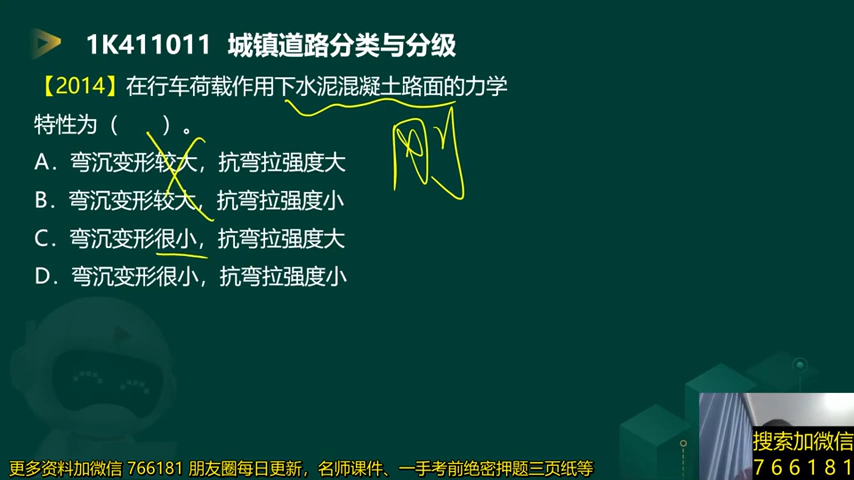 1K411011 城镇道路分类与分级
【2014】在行车荷载作用下水泥混凝土路面的力学
特性为（ ）。
刚
A．弯沉变形较大，抗弯拉强度大
B．弯沉变形较大，抗弯拉强度小
C．弯沉变形很小，抗弯拉强度大
D．弯沉变形很小，抗弯拉强度小
搜索加微信
766181
更多资料加微信 766181 朋友圈每日更新，名师课件、一手考前绝密押题三页纸等